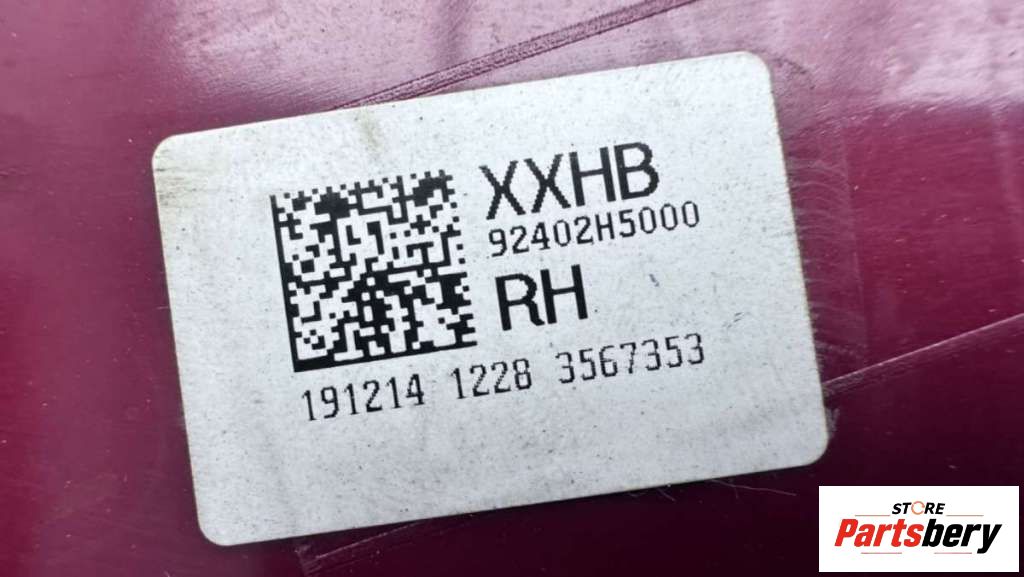 XXHB
92402H5000
RH
191214 1228 3567353
STORE
Partsbery